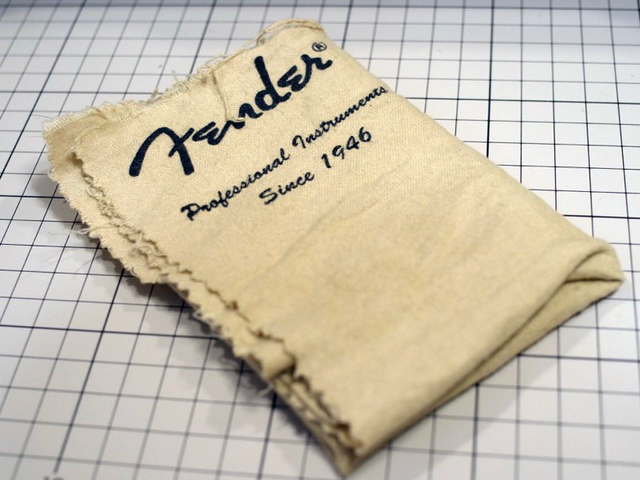 Fender®
Professional Instruments
Since 1946